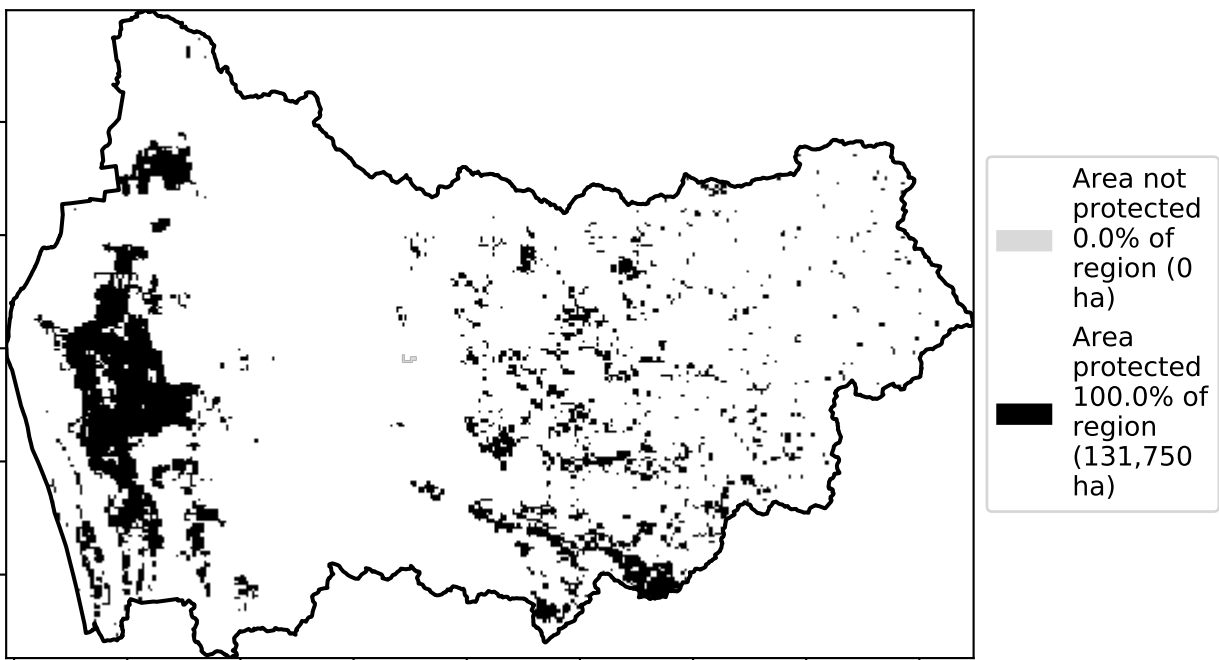 Area not
protected
0.0% of
region (0
ha)
Area
protected
100.0% of
region
(131,750
ha)